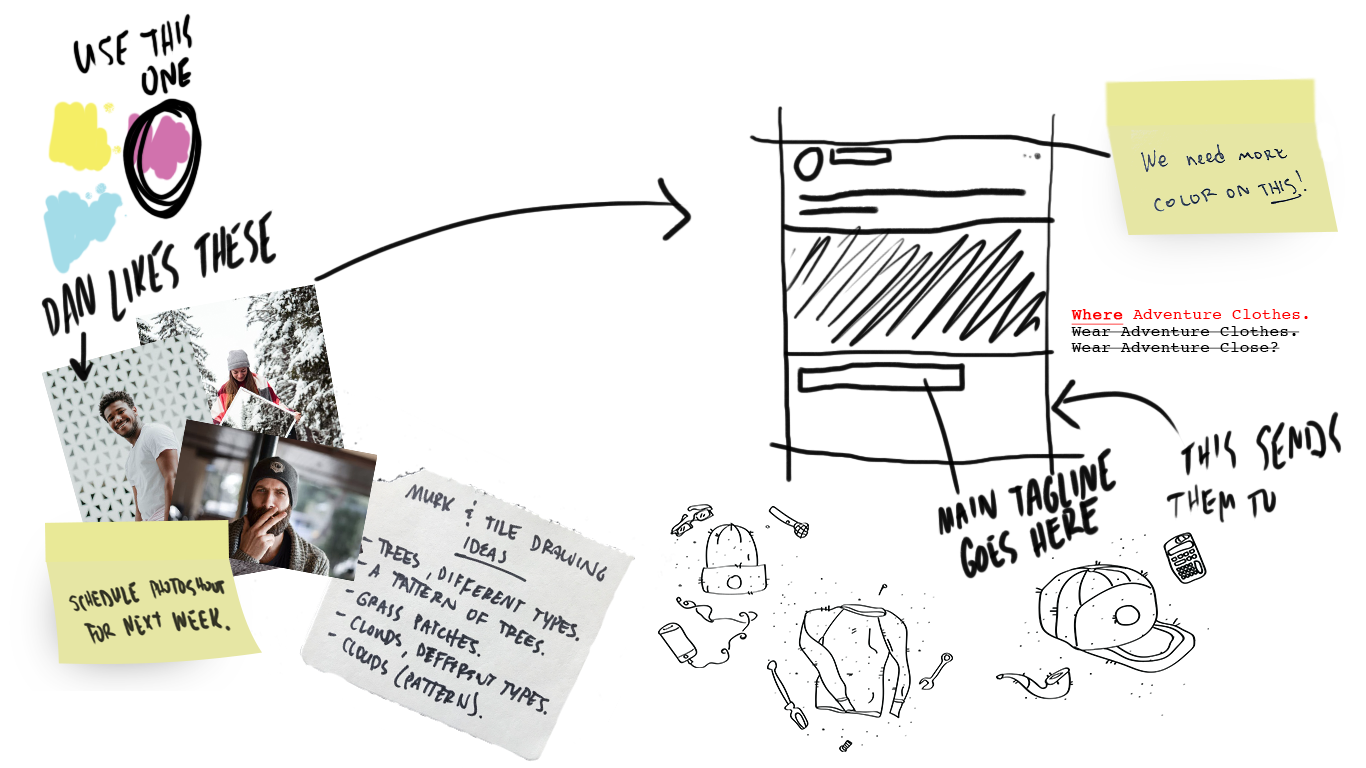 USE THIS
ONE
DAN LIKES THESE
SCHEDULE PHOTOSHOOT
FOR NEXT WEEK.
MURK & TILE DRAWING
IDEAS
- TREES, DIFFERENT TYPES.
- A PATTERN OF TREES.
- GRASS PATCHES.
- CLOUDS, DEFFERENT TYPES.
- CLOUDS (PATTERN).
We need more
COLOR ON THIS!
Where Adventure Clothes.
Wear Adventure Clothes.
Wear Adventure Close?
THIS SENDS
THEM TO
MAIN TAGLINE
GOES HERE